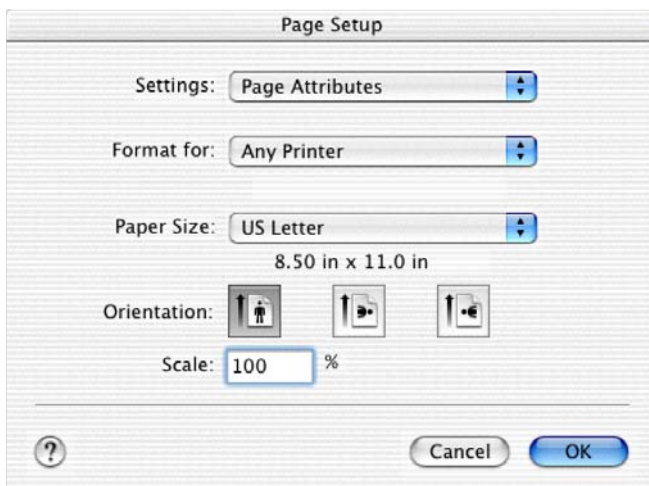 Page Setup
Settings: Page Attributes
Format for: Any Printer
Paper Size: US Letter
8.50 in x 11.0 in
Orientation:
Scale: 100 %
? Cancel OK